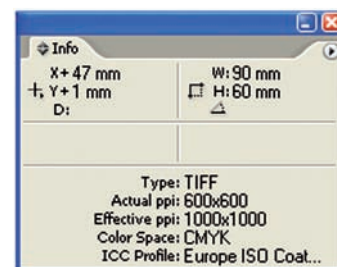 Info
X+ 47 mm
Y+ 1 mm
D:
W: 90 mm
H: 60 mm
Type: TIFF
Actual ppi: 600x600
Effective ppi: 1000x1000
Color Space: CMYK
ICC Profile: Europe ISO Coat...